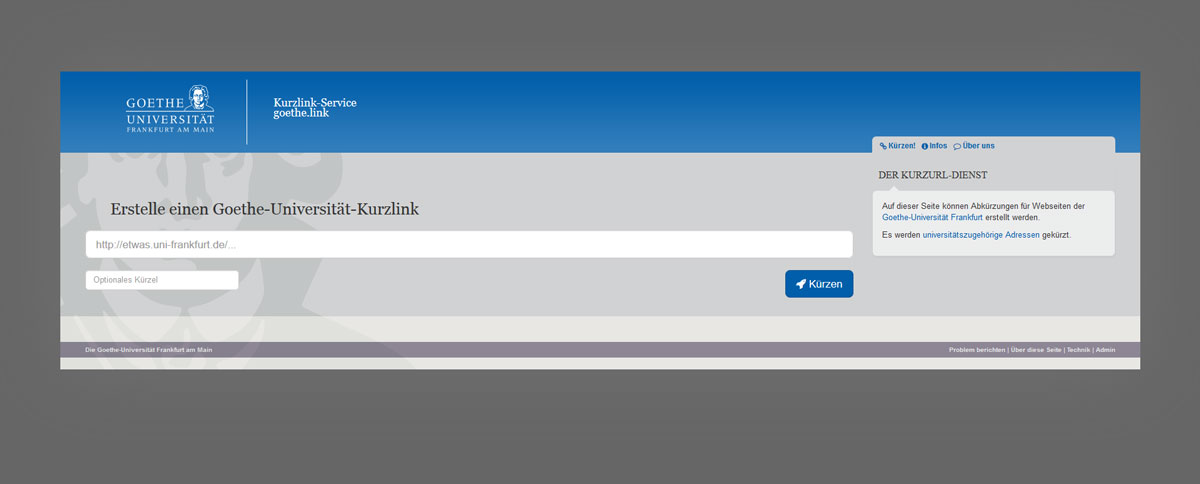 GOETHE
UNIVERSITÄT
FRANKFURT AM MAIN
Kurzlink-Service
goethe.link
Kürzen! Infos Über uns
DER KURZURL-DIENST
Auf dieser Seite können Abkürzungen für Webseiten der
Goethe-Universität Frankfurt erstellt werden.
Es werden universitätszugehörige Adressen gekürzt.
Erstelle einen Goethe-Universität-Kurzlink
http://etwas.uni-frankfurt.de/...
Optionales Kürzel
Kürzen
Die Goethe-Universität Frankfurt am Main
Problem berichten | Über diese Seite | Technik | Admin